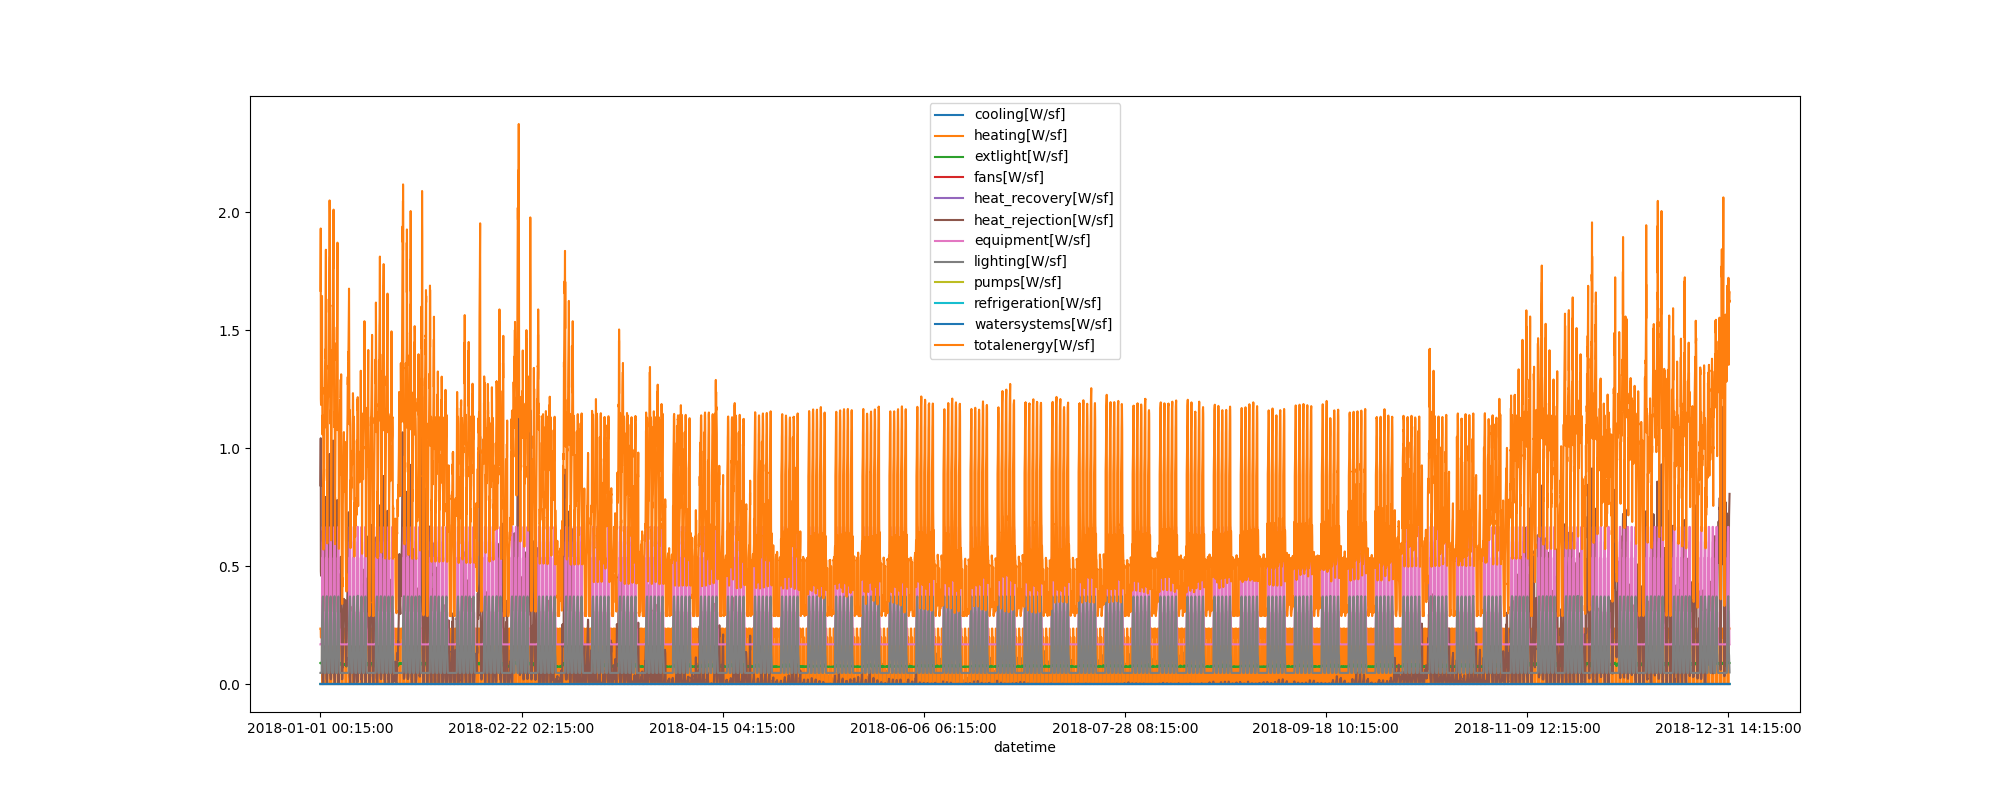 cooling[W/sf]
heating[W/sf]
extlight[W/sf]
fans[W/sf]
heat_recovery[W/sf]
heat_rejection[W/sf]
equipment[W/sf]
lighting[W/sf]
pumps[W/sf]
refrigeration[W/sf]
watersystems[W/sf]
totalenergy[W/sf]
2.0
1.5
1.0
0.5
0.0
2018-01-01 00:15:00 2018-02-22 02:15:00 2018-04-15 04:15:00 2018-06-06 06:15:00 2018-07-28 08:15:00 2018-09-18 10:15:00 2018-11-09 12:15:00 2018-12-31 14:15:00
datetime